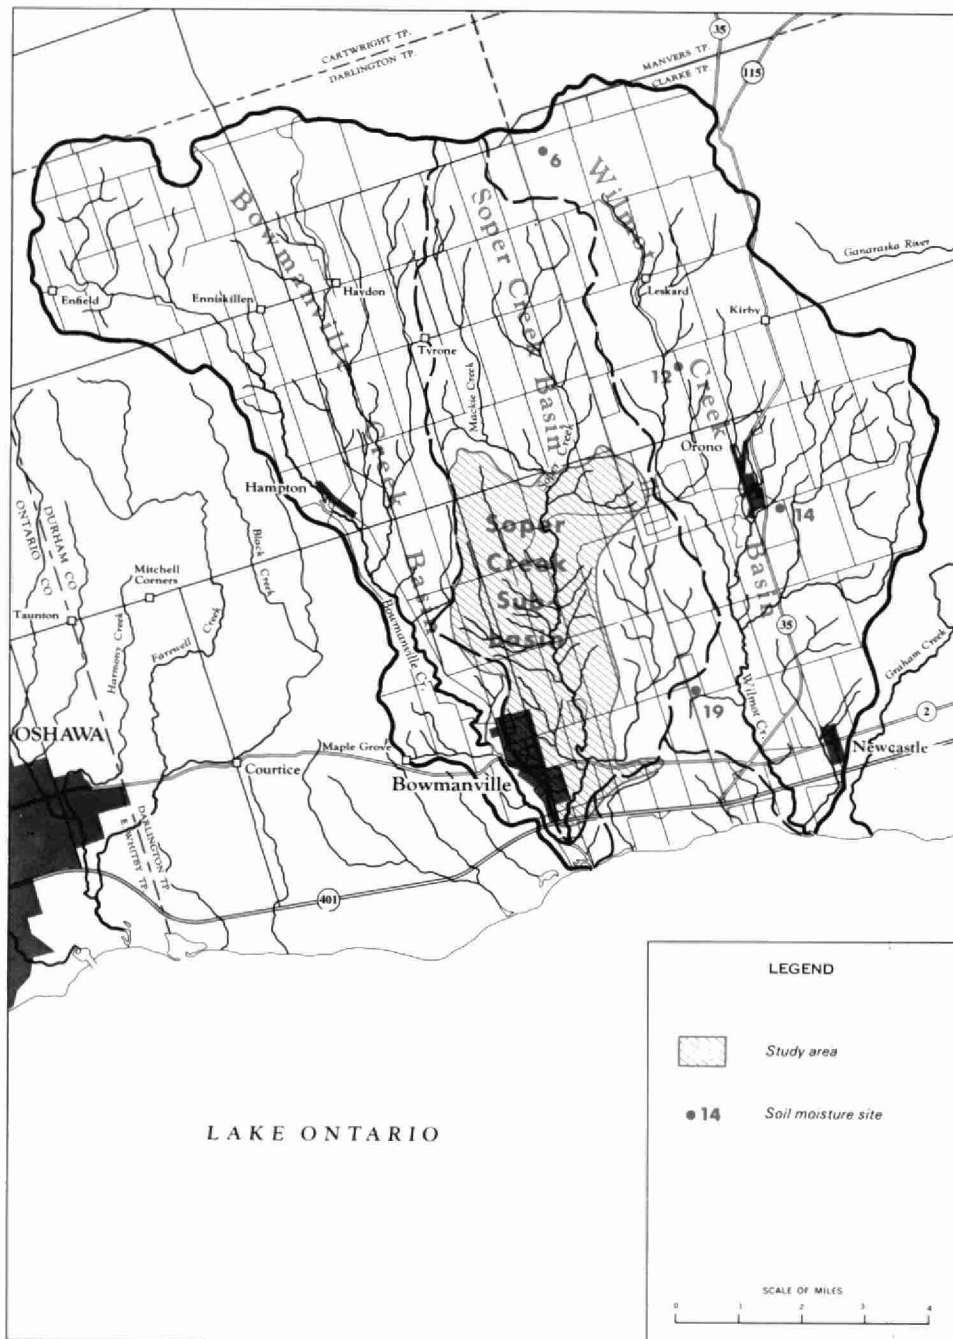 35
CARTWRIGHT TP.
DARLINGTON TP.
MANVERS TP.
CLARKE TP.
115
6
Wilmot
Creek
Basin
Soper Creek Basin
Bowmanville
Creek
Basin
Ganaraska River
Enfield
Enniskillen
Haydon
Leskard
Kirby
Tyrone
Mackie Creek
12
Creek
Orono
Hampton
14
Soper
Creek
Sub-
basin
ONTARIO CO
DURHAM CO
Mitchell
Corners
Black Creek
Taunton
Harmony Creek
Farewell Creek
Bowmanville Cr.
35
Graham Creek
Wilmot Cr.
19
2
OSHAWA
Maple Grove
Newcastle
Courtice
Bowmanville
DARLINGTON TP.
E. WHITBY TP.
401
LEGEND
Study area
14
Soil moisture site
LAKE ONTARIO
SCALE OF MILES
0 1 2 3 4